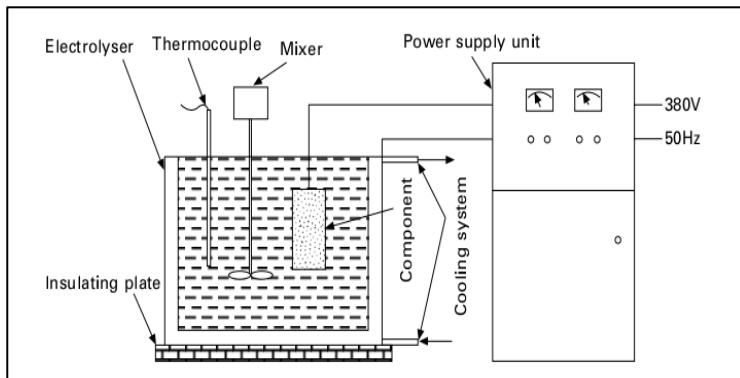 Electrolyser
Thermocouple
Mixer
Power supply unit
380V
50Hz
Component
Cooling system
Insulating plate